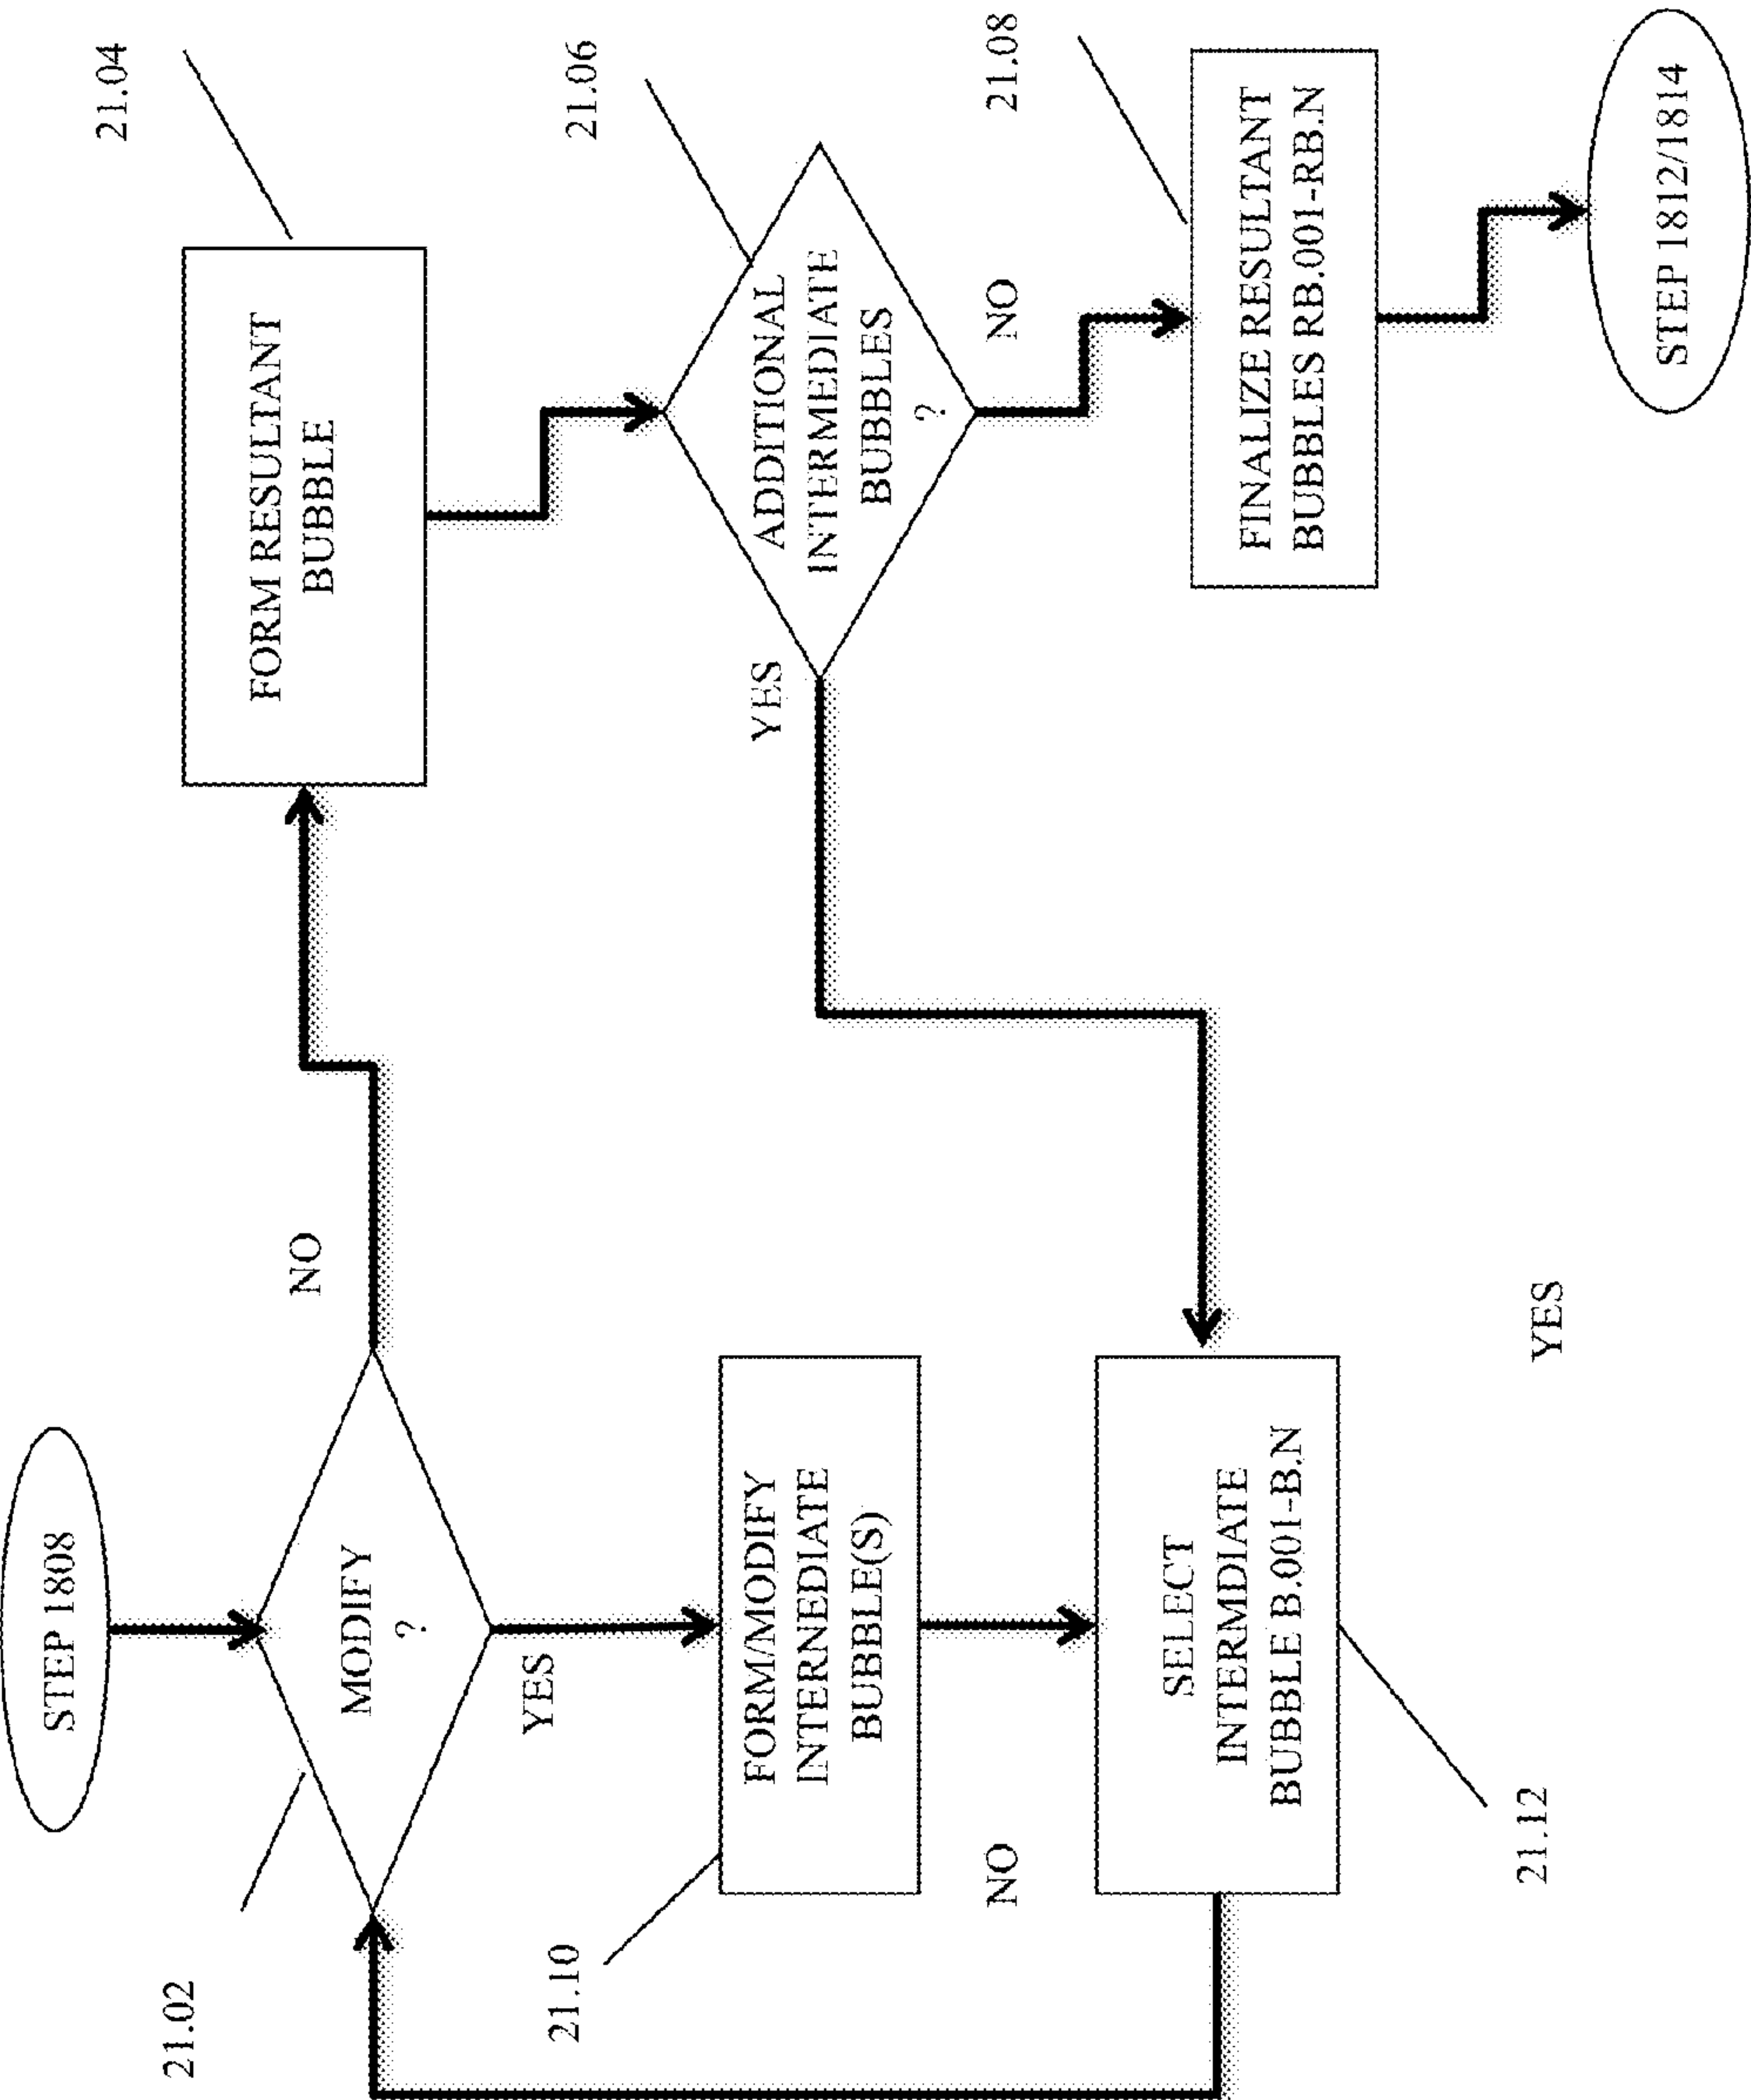 STEP 1808
21.02
MODIFY
?
NO
YES
21.04
FORM RESULTANT
BUBBLE
21.10
FORM/MODIFY
INTERNEDIATE
BUBBLE(S)
21.06
ADDITIONAL
INTERMEDIATE
BUBBLES
?
YES
NO
NO
SELECT
INTERMDIATE
BUBBLE B.001-B.N
21.12
YES
21.08
FINALIZE RESULTANT
BUBBLES RB.001-RB.N
STEP 1812/1814